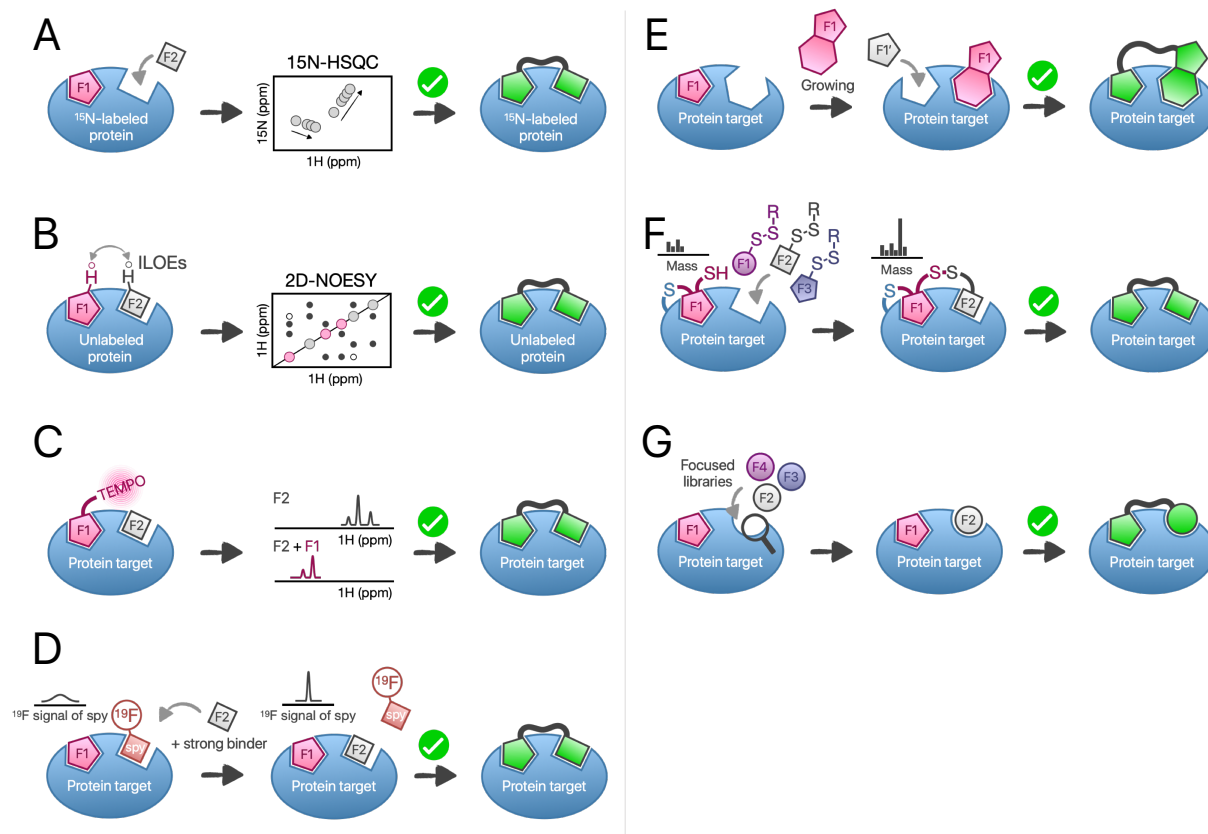 A
F2
F1
15N-labeled
protein
15N-HSQC
15N (ppm)
1H (ppm)
15N-labeled
protein
B
ILOEs
H
H
F1
F2
Unlabeled
protein
2D-NOESY
1H (ppm)
1H (ppm)
Unlabeled
protein
C
TEMPO
F1
F2
Protein target
F2
1H (ppm)
F2 + F1
1H (ppm)
Protein target
D
19F signal of spy
19F
F2
+ strong binder
F1
spy
Protein target
19F signal of spy
19F
spy
F1
F2
Protein target
Protein target
E
F1
Protein target
F1
Growing
F1'
F1
Protein target
Protein target
F
Mass
S
SH
F1
Protein target
R
S-S
F1
R
S-S
F2
R
S-S
F3
Mass
S
S-S
F1
F2
Protein target
Protein target
G
Focused
libraries
F4
F3
F2
F1
Protein target
F1
F2
Protein target
Protein target